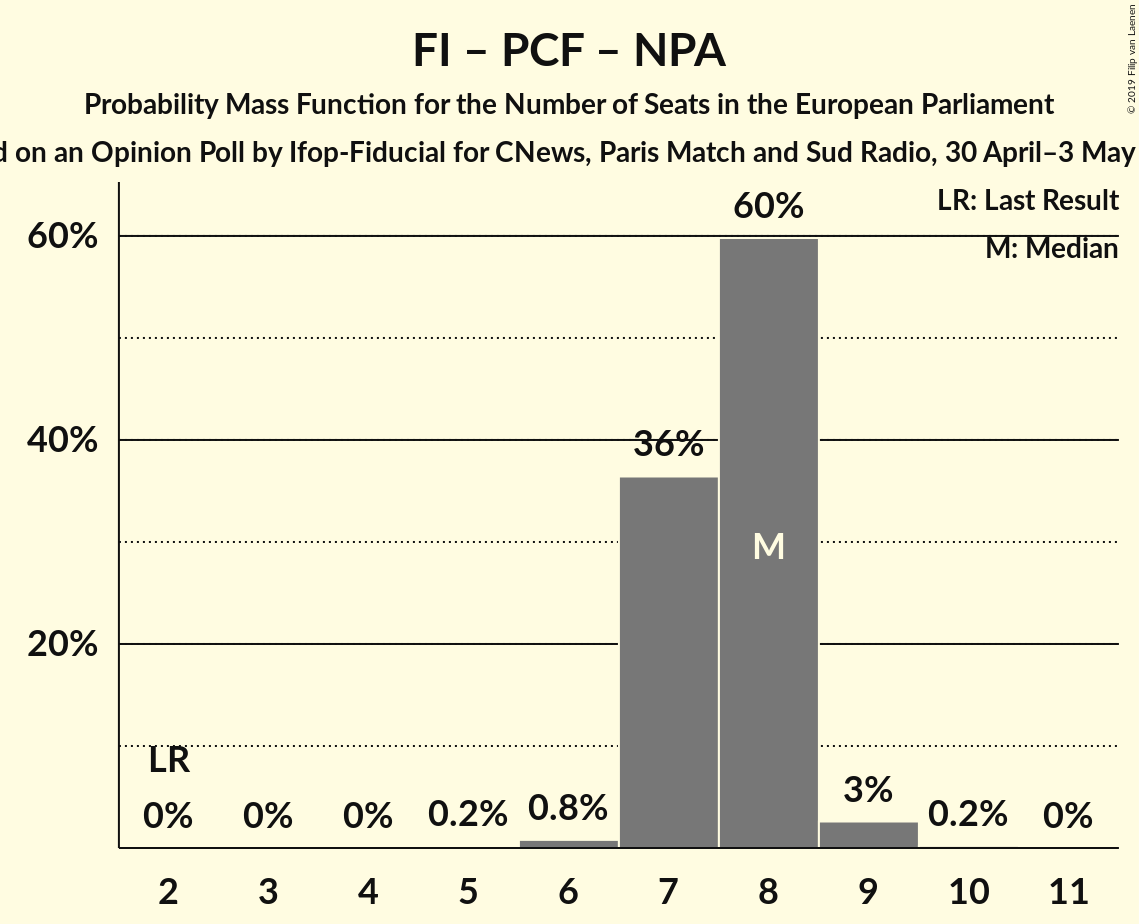 FI – PCF – NPA
Probability Mass Function for the Number of Seats in the European Parliament
on an Opinion Poll by Ifop-Fiducial for CNews, Paris Match and Sud Radio, 30 April–3 May
© 2019 Filip van Laenen
LR: Last Result
M: Median
60%
40%
20%
LR
0%
0%
0%
0.2%
0.8%
36%
60%
M
3%
0.2%
0%
2
3
4
5
6
7
8
9
10
11